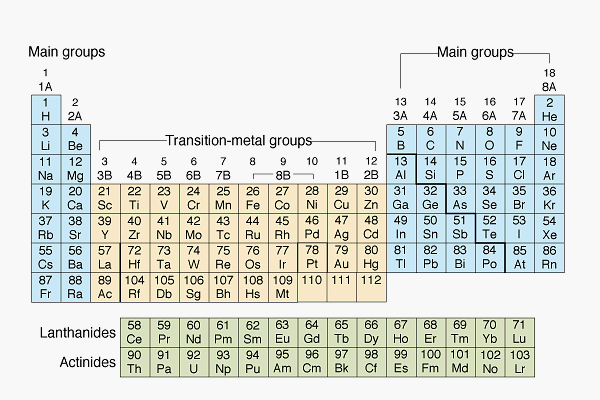 Main groups
Main groups
1
18
1A
8A
1 2 13 14 15 16 17 2
H 2A 3A 4A 5A 6A 7A He
3 4 5 6 7 8 9 10
Li Be Transition-metal groups B C N O F Ne
11 12 3 4 5 6 7 8 9 10 11 12 13 14 15 16 17 18
Na Mg 3B 4B 5B 6B 7B 8B 1B 2B Al Si P S Cl Ar
19 20 21 22 23 24 25 26 27 28 29 30 31 32 33 34 35 36
K Ca Sc Ti V Cr Mn Fe Co Ni Cu Zn Ga Ge As Se Br Kr
37 38 39 40 41 42 43 44 45 46 47 48 49 50 51 52 53 54
Rb Sr Y Zr Nb Mo Tc Ru Rh Pd Ag Cd In Sn Sb Te I Xe
55 56 57 72 73 74 75 76 77 78 79 80 81 82 83 84 85 86
Cs Ba La Hf Ta W Re Os Ir Pt Au Hg Tl Pb Bi Po At Rn
87 88 89 104 105 106 107 108 109 110 111 112
Fr Ra Ac Rf Db Sg Bh Hs Mt
Lanthanides 58 59 60 61 62 63 64 65 66 67 68 69 70 71
Ce Pr Nd Pm Sm Eu Gd Tb Dy Ho Er Tm Yb Lu
Actinides 90 91 92 93 94 95 96 97 98 99 100 101 102 103
Th Pa U Np Pu Am Cm Bk Cf Es Fm Md No Lr